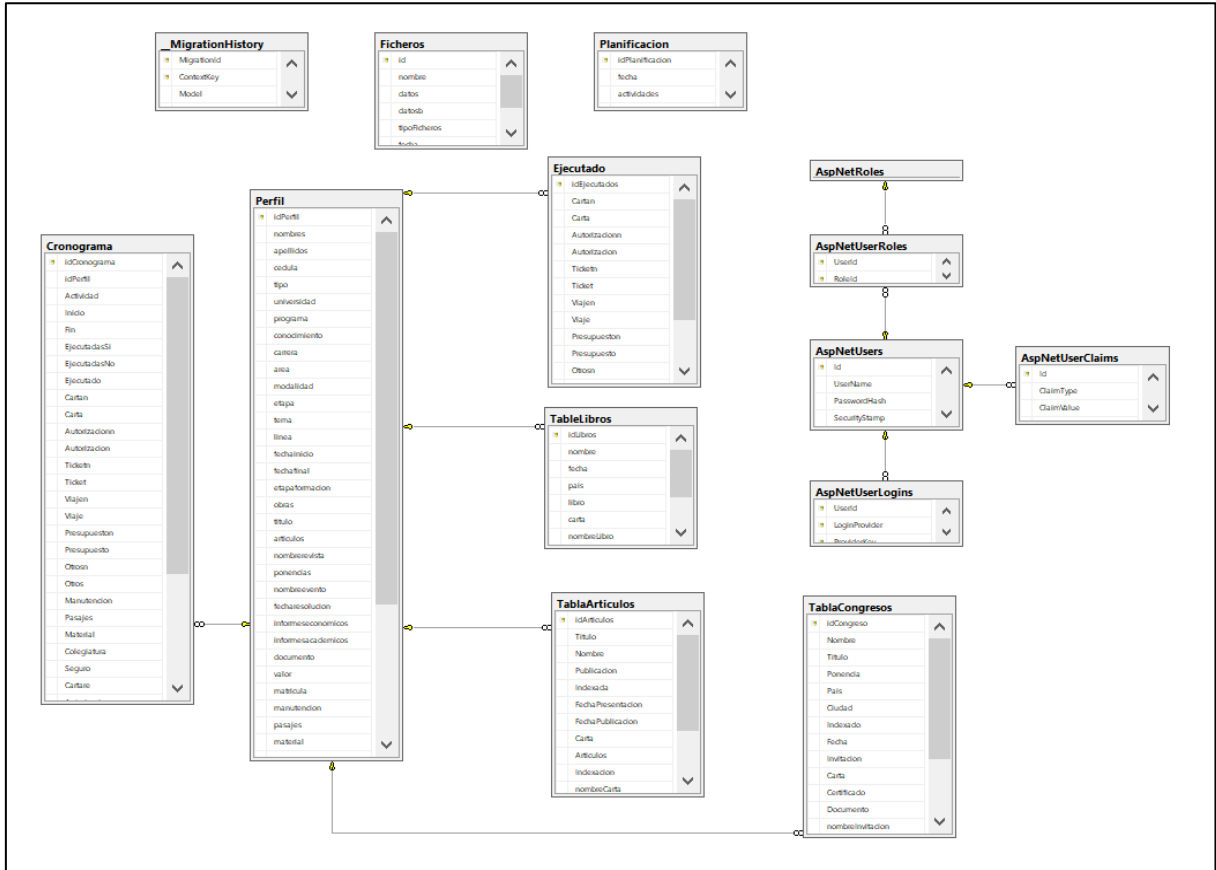 __MigrationHistory
MigrationId
ContextKey
Model
Ficheros
id
nombre
datos
datosb
tipoFicheros
fecha
Planificacion
idPlanificacion
fecha
actividades
Cronograma
idCronograma
idPerfil
Actividad
Inicio
Fin
EjecutadasSi
EjecutadasNo
Ejecutado
Cartan
Carta
Autorizacionn
Autorizacion
Ticketn
Ticket
Viajen
Viaje
Presupueston
Presupuesto
Otrosn
Otros
Manutencion
Pasajes
Material
Colegiatura
Seguro
Cartare
Perfil
idPerfil
nombres
apellidos
cedula
tipo
universidad
programa
conocimiento
carrera
area
modalidad
etapa
tema
linea
fechainicio
fechafinal
etapaformacion
obras
titulo
articulos
nombrerevista
ponencias
nombreevento
fecharesolucion
informeseconomicos
informesacademicos
documento
valor
matricula
manutencion
pasajes
material
Ejecutado
idEjecutados
Cartan
Carta
Autorizacionn
Autorizacion
Ticketn
Ticket
Viajen
Viaje
Presupueston
Presupuesto
Otrosn
TableLibros
idLibros
nombre
fecha
pais
libro
carta
nombreLibro
TablaArticulos
idArticulos
Titulo
Nombre
Publicacion
Indexada
FechaPresentacion
FechaPublicacion
Carta
Articulos
Indexacion
nombreCarta
AspNetRoles
AspNetUserRoles
UserId
RoleId
AspNetUsers
Id
UserName
PasswordHash
SecurityStamp
AspNetUserClaims
Id
ClaimType
ClaimValue
AspNetUserLogins
UserId
LoginProvider
ProviderKey
TablaCongresos
idCongreso
Nombre
Titulo
Ponencia
Pais
Ciudad
Indexado
Fecha
Invitacion
Carta
Certificado
Documento
nombreInvitacion